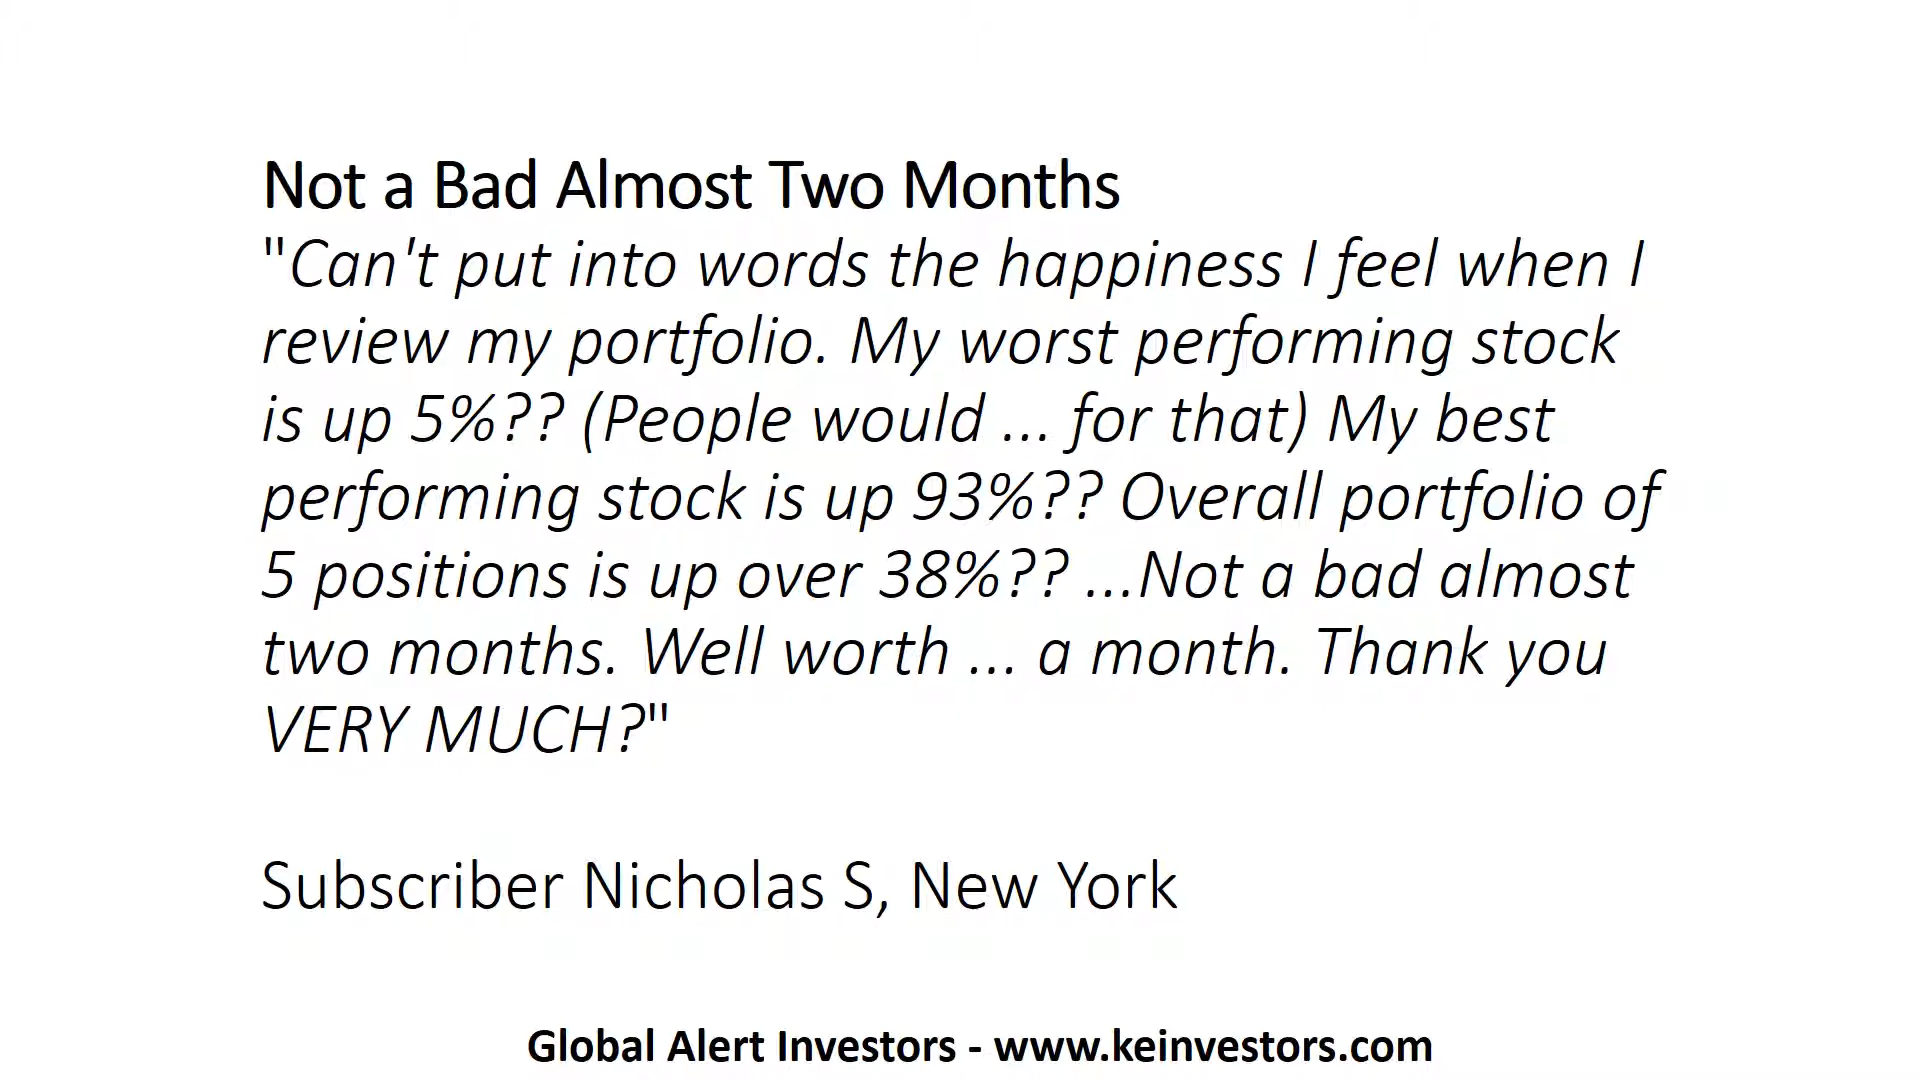 Not a Bad Almost Two Months
"Can't put into words the happiness I feel when I
review my portfolio. My worst performing stock
is up 5%?? (People would ... for that) My best
performing stock is up 93%?? Overall portfolio of
5 positions is up over 38%?? ...Not a bad almost
two months. Well worth ... a month. Thank you
VERY MUCH?"
Subscriber Nicholas S, New York
Global Alert Investors - www.keinvestors.com